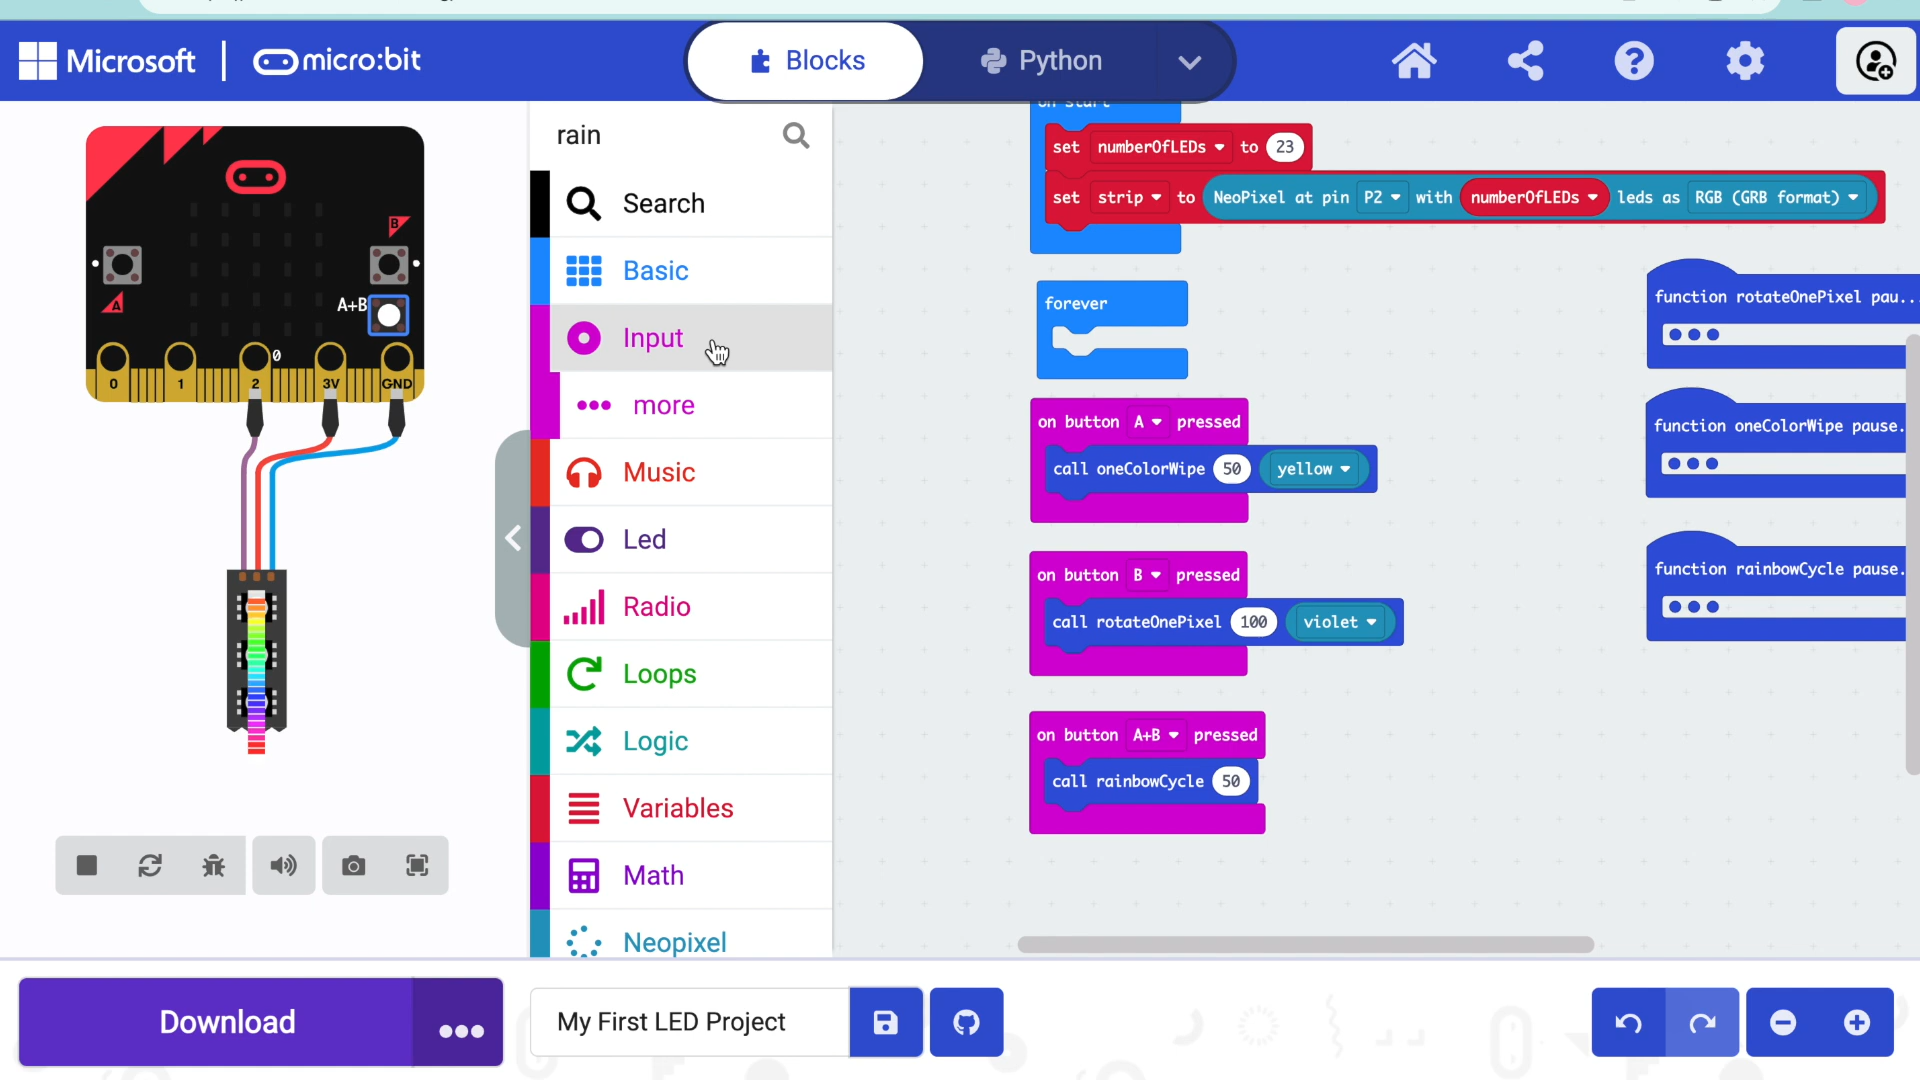 Microsoft | micro:bit
Blocks
Python
rain
Search
Basic
Input
more
Music
Led
Radio
Loops
Logic
Variables
Math
Neopixel
B
A
A+B
0
0 1 2 3V GND
on start
set numberOfLEDs to 23
set strip to NeoPixel at pin P2 with numberOfLEDs leds as RGB (GRB format)
forever
on button A pressed
call oneColorWipe 50 yellow
on button B pressed
call rotateOnePixel 100 violet
on button A+B pressed
call rainbowCycle 50
function rotateOnePixel pau...
function oneColorWipe pause.
function rainbowCycle pause.
Download
My First LED Project